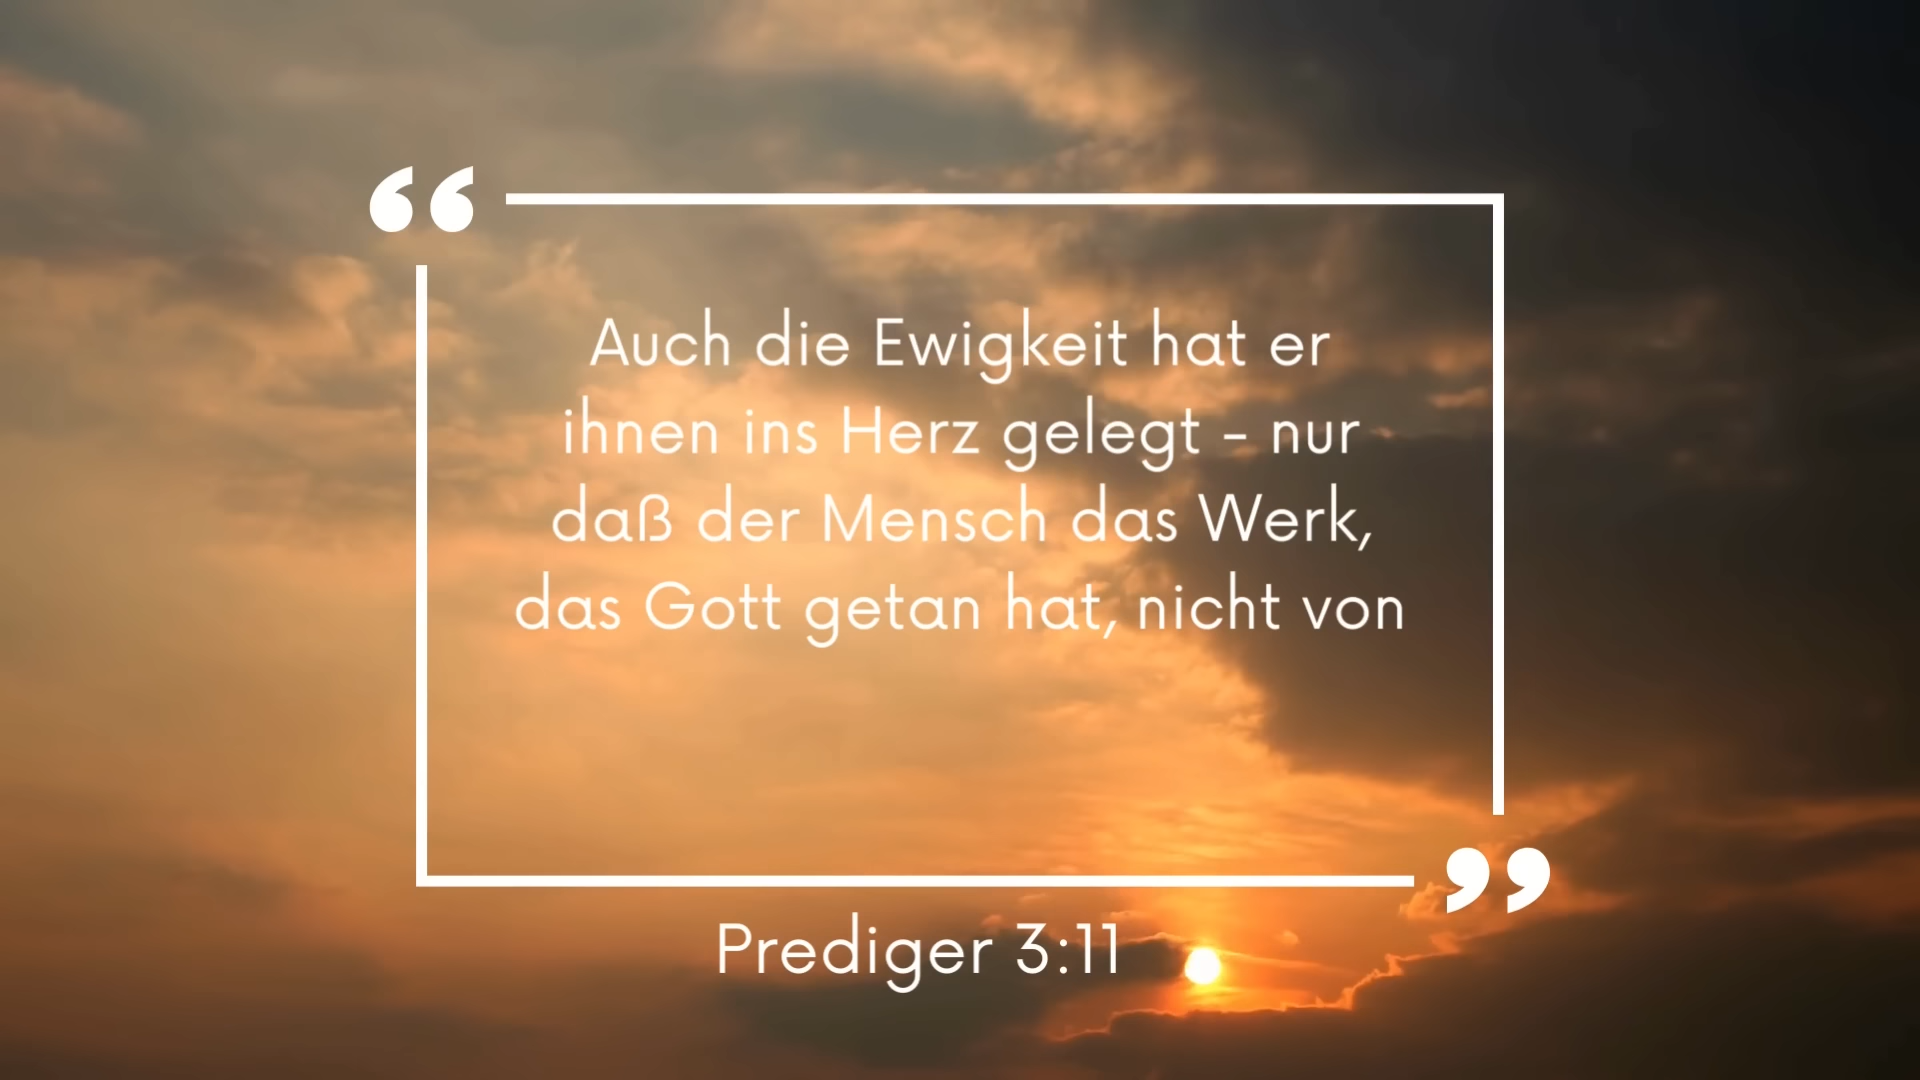 “
Auch die Ewigkeit hat er
ihnen ins Herz gelegt - nur
daß der Mensch das Werk,
das Gott getan hat, nicht von
”
Prediger 3:11